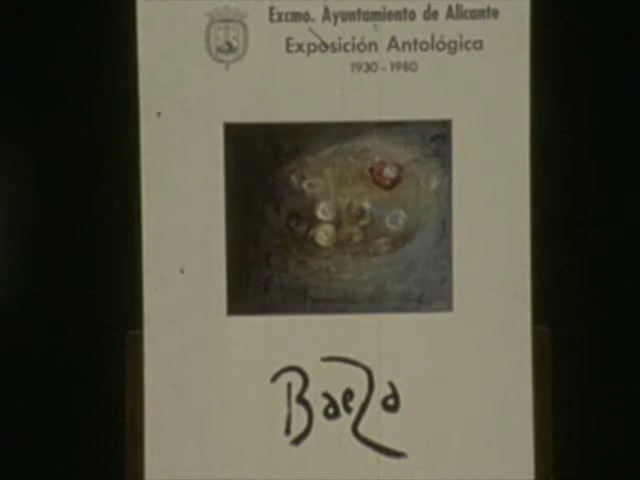 Excmo. Ayuntamiento de Alicante
Exposición Antológica
1930 - 1980
Baeza